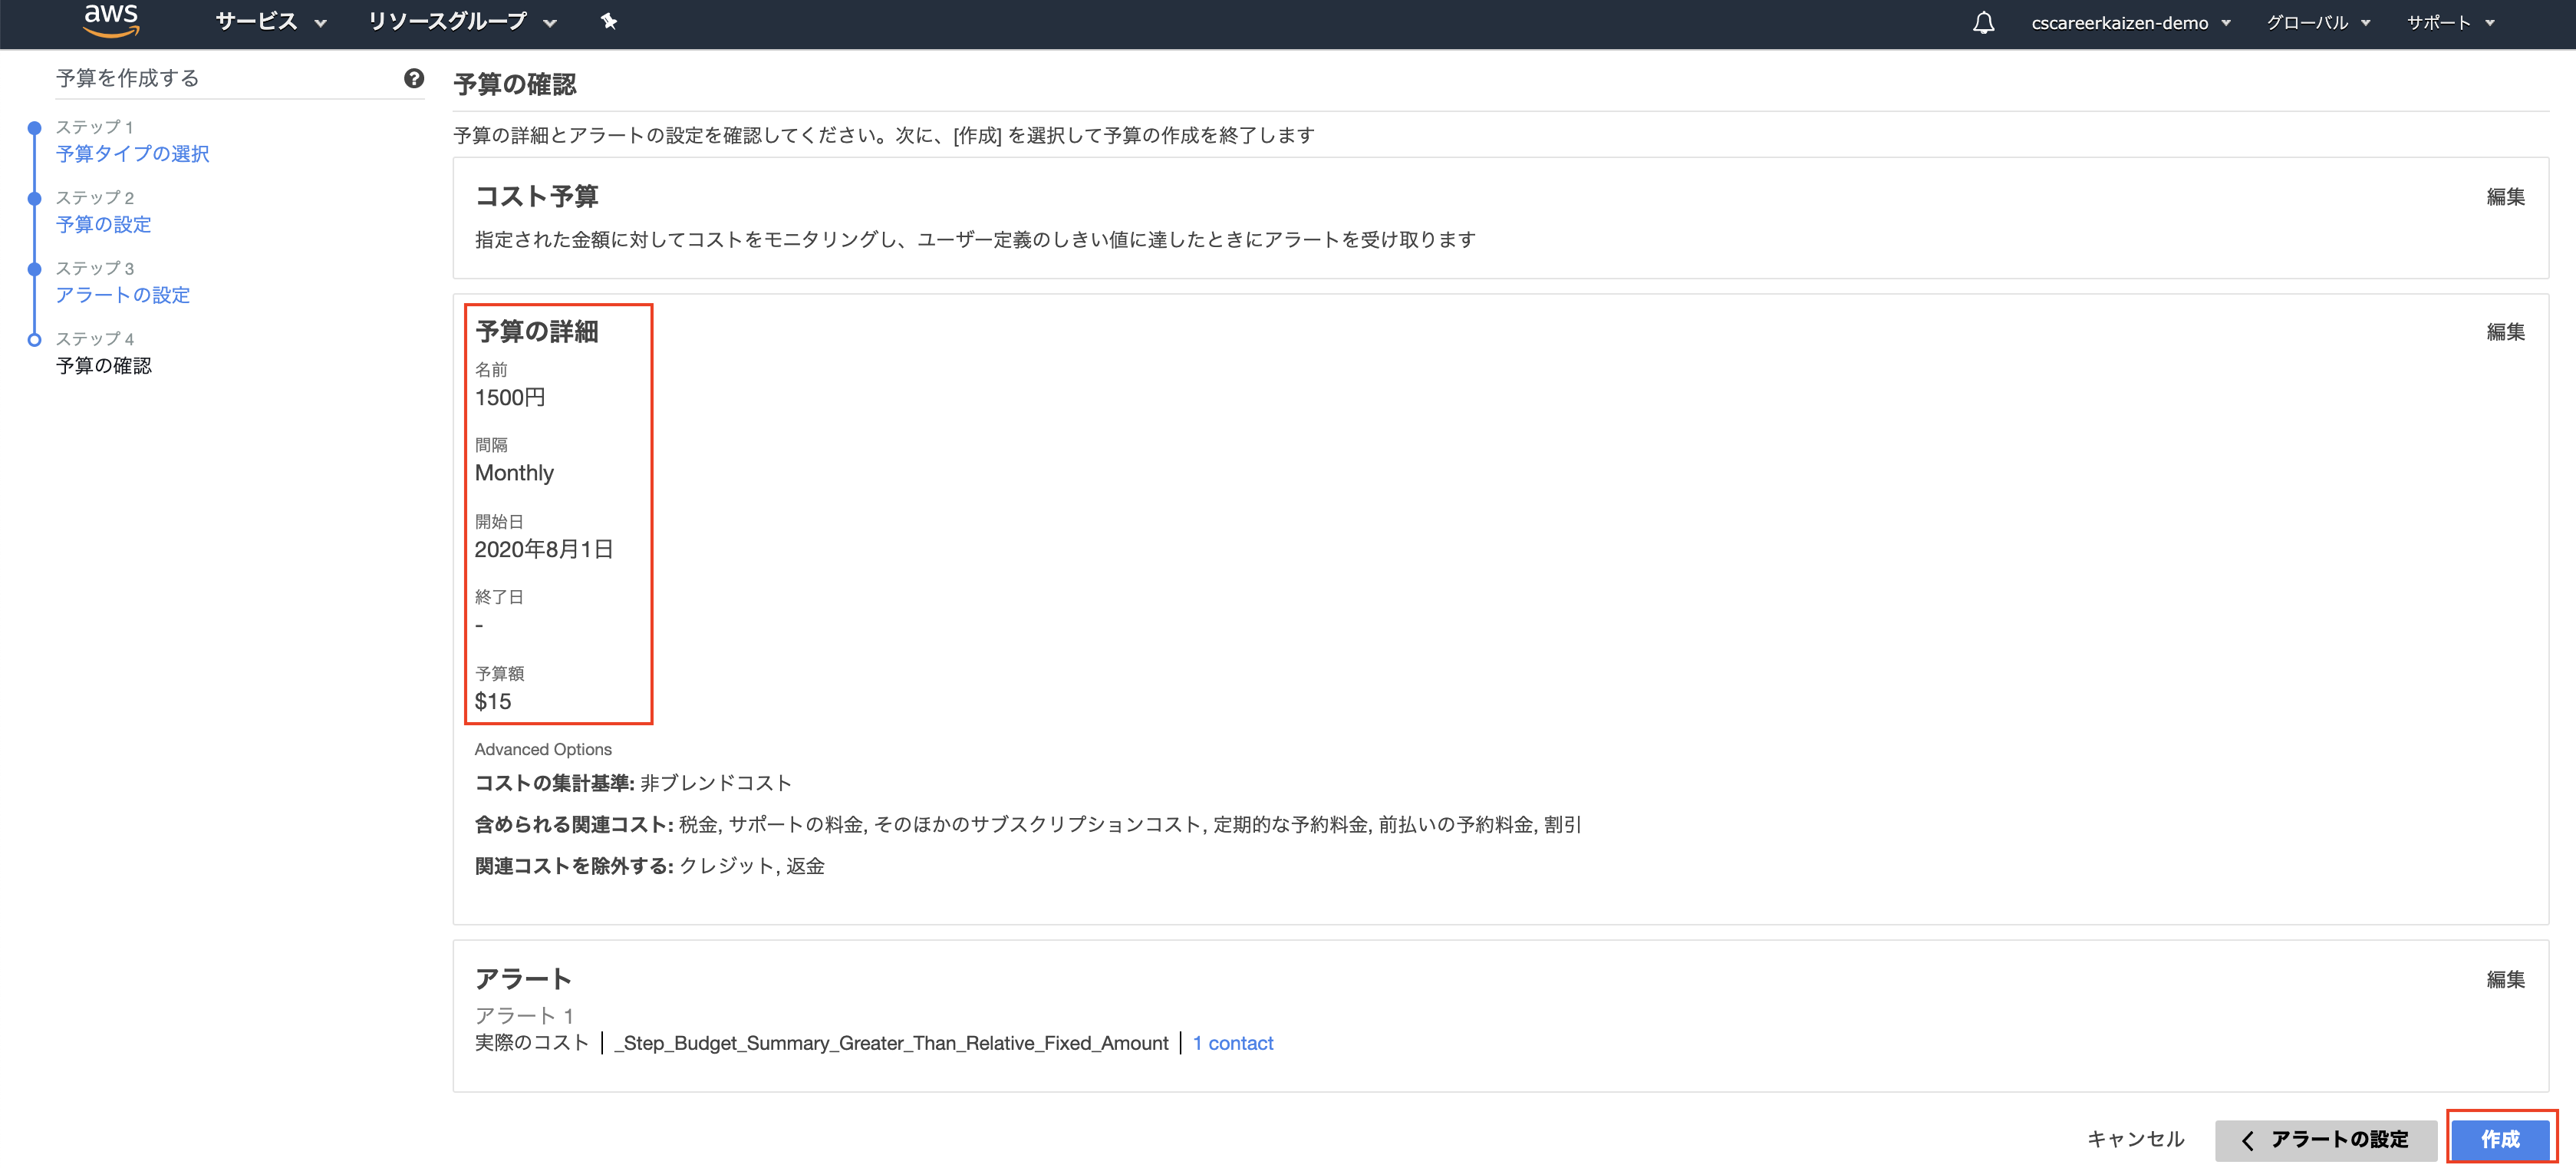 aws サービス リソースグループ cscareerkaizen-demo グローバル サポート
予算を作成する
ステップ 1
予算タイプの選択
ステップ 2
予算の設定
ステップ 3
アラートの設定
ステップ 4
予算の確認
予算の確認
予算の詳細とアラートの設定を確認してください。次に、[作成] を選択して予算の作成を終了します
コスト予算 編集
指定された金額に対してコストをモニタリングし、ユーザー定義のしきい値に達したときにアラートを受け取ります
予算の詳細 編集
名前
1500円
間隔
Monthly
開始日
2020年8月1日
終了日
-
予算額
$15
Advanced Options
コストの集計基準: 非ブレンドコスト
含められる関連コスト: 税金, サポートの料金, そのほかのサブスクリプションコスト, 定期的な予約料金, 前払いの予約料金, 割引
関連コストを除外する: クレジット, 返金
アラート 編集
アラート 1
実際のコスト | _Step_Budget_Summary_Greater_Than_Relative_Fixed_Amount | 1 contact
キャンセル アラートの設定 作成